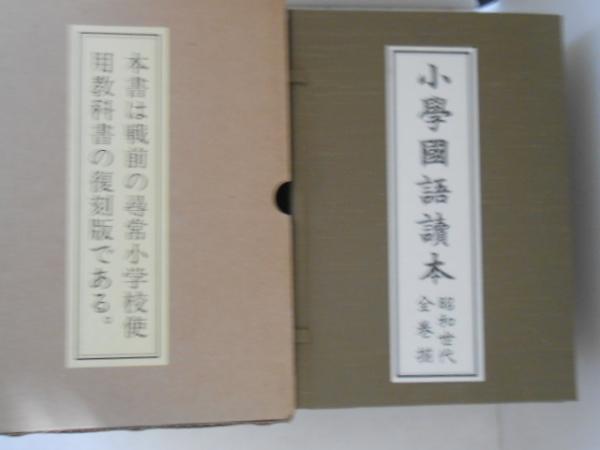 小學國語讀本
昭和世代
全巻揃
本書は戦前の尋常小学校使
用教科書の復刻版である。